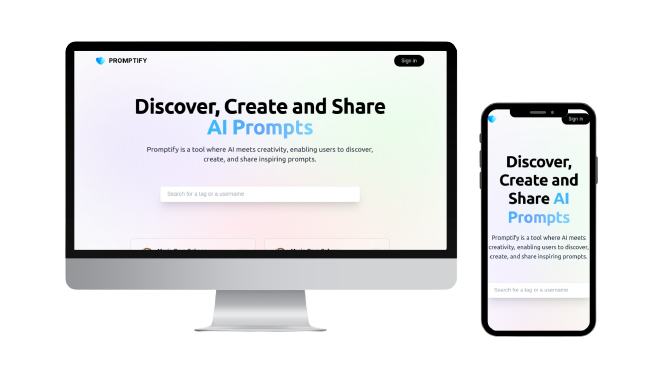 PROMPTIFY
Sign in
Discover, Create and Share
AI Prompts
Promptify is a tool where AI meets creativity, enabling users to discover,
create, and share inspiring prompts.
Search for a tag or a username
Sign in
Discover,
Create and
Share AI
Prompts
Promptify is a tool where AI meets
creativity, enabling users to discover,
create, and share inspiring prompts.
Search for a tag or a username